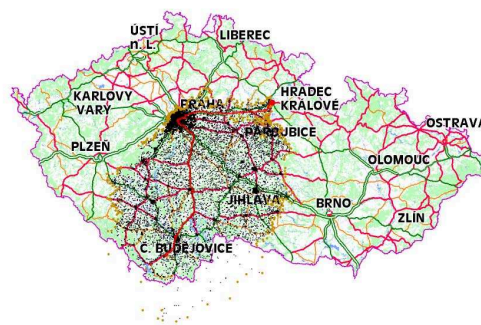 ÚSTÍ
n. L.
LIBEREC
KARLOVY
VARY
PRAHA
HRADEC
KRÁLOVÉ
PARDUBICE
OSTRAVA
PLZEŇ
OLOMOUC
JIHLAVA
BRNO
ZLÍN
Č. BUDĚJOVICE